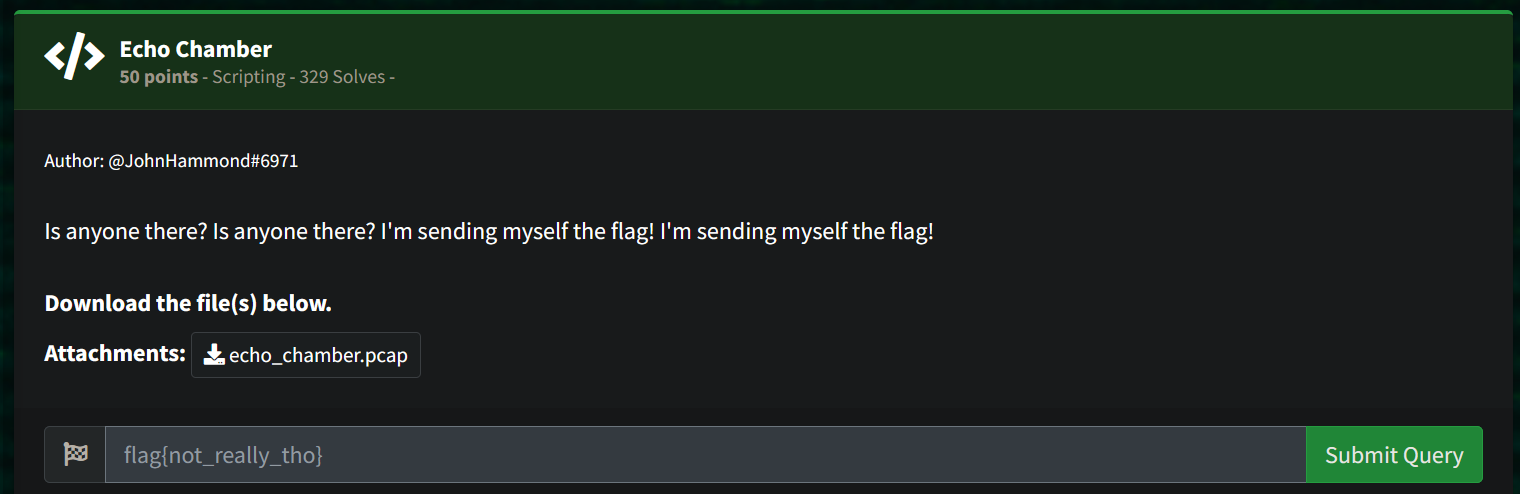 Echo Chamber
50 points - Scripting - 329 Solves -
Author: @JohnHammond#6971
Is anyone there? Is anyone there? I'm sending myself the flag! I'm sending myself the flag!
Download the file(s) below.
Attachments: echo_chamber.pcap
flag{not_really_tho} Submit Query